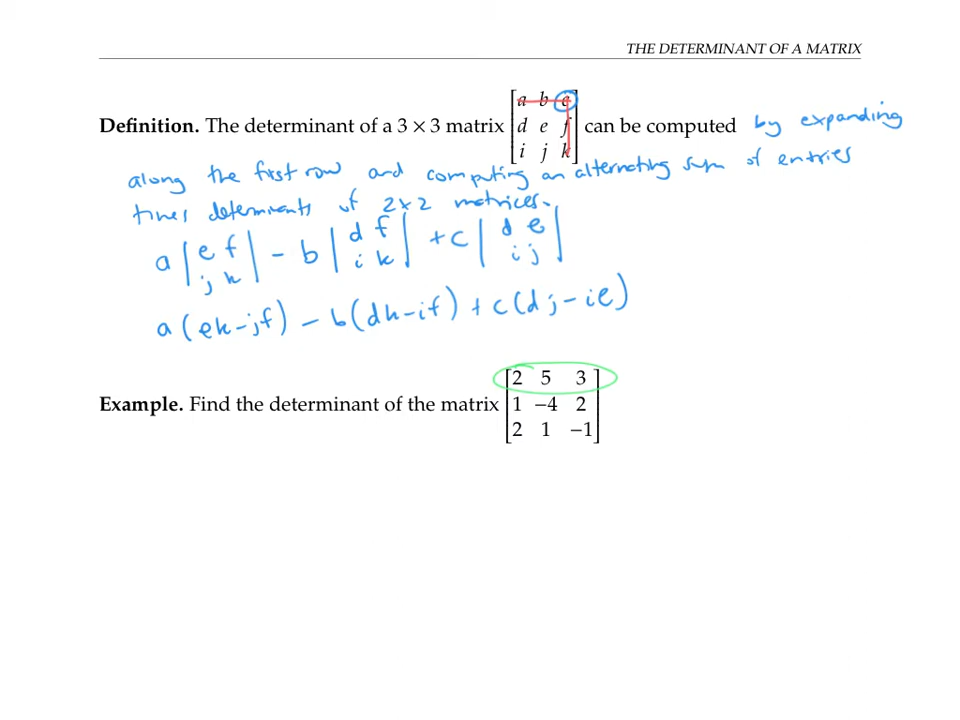 THE DETERMINANT OF A MATRIX
Definition. The determinant of a 3 × 3 matrix [a b c; d e f; i j k] can be computed by expanding
along the first row and computing an alternating sum of entries
times determinants of 2×2 matrices.
a |e f; j k| - b |d f; i k| + c |d e; i j|
a(ek-jf) - b(dk-if) + c(dj-ie)
Example. Find the determinant of the matrix [2 5 3; 1 −4 2; 2 1 −1]